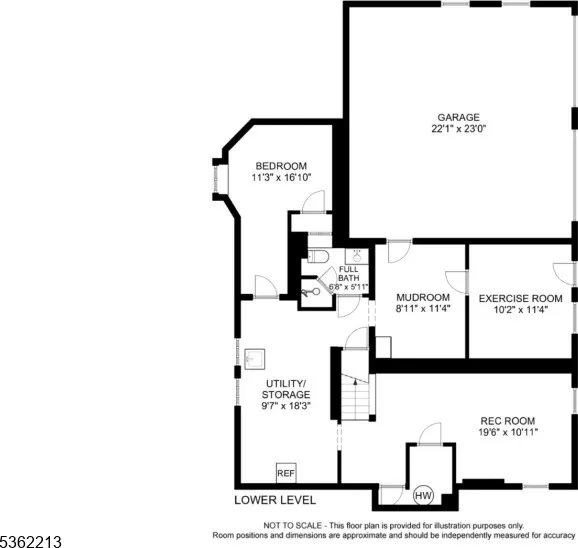 GARAGE
22'1" x 23'0"
BEDROOM
11'3" x 16'10"
FULL
BATH
6'8" x 5'11"
MUDROOM
8'11" x 11'4"
EXERCISE ROOM
10'2" x 11'4"
UTILITY/
STORAGE
9'7" x 18'3"
REC ROOM
19'6" x 10'11"
REF
HW
LOWER LEVEL
NOT TO SCALE - This floor plan is provided for illustration purposes only.
Room positions and dimensions are approximate and should be independently measured for accuracy
5362213